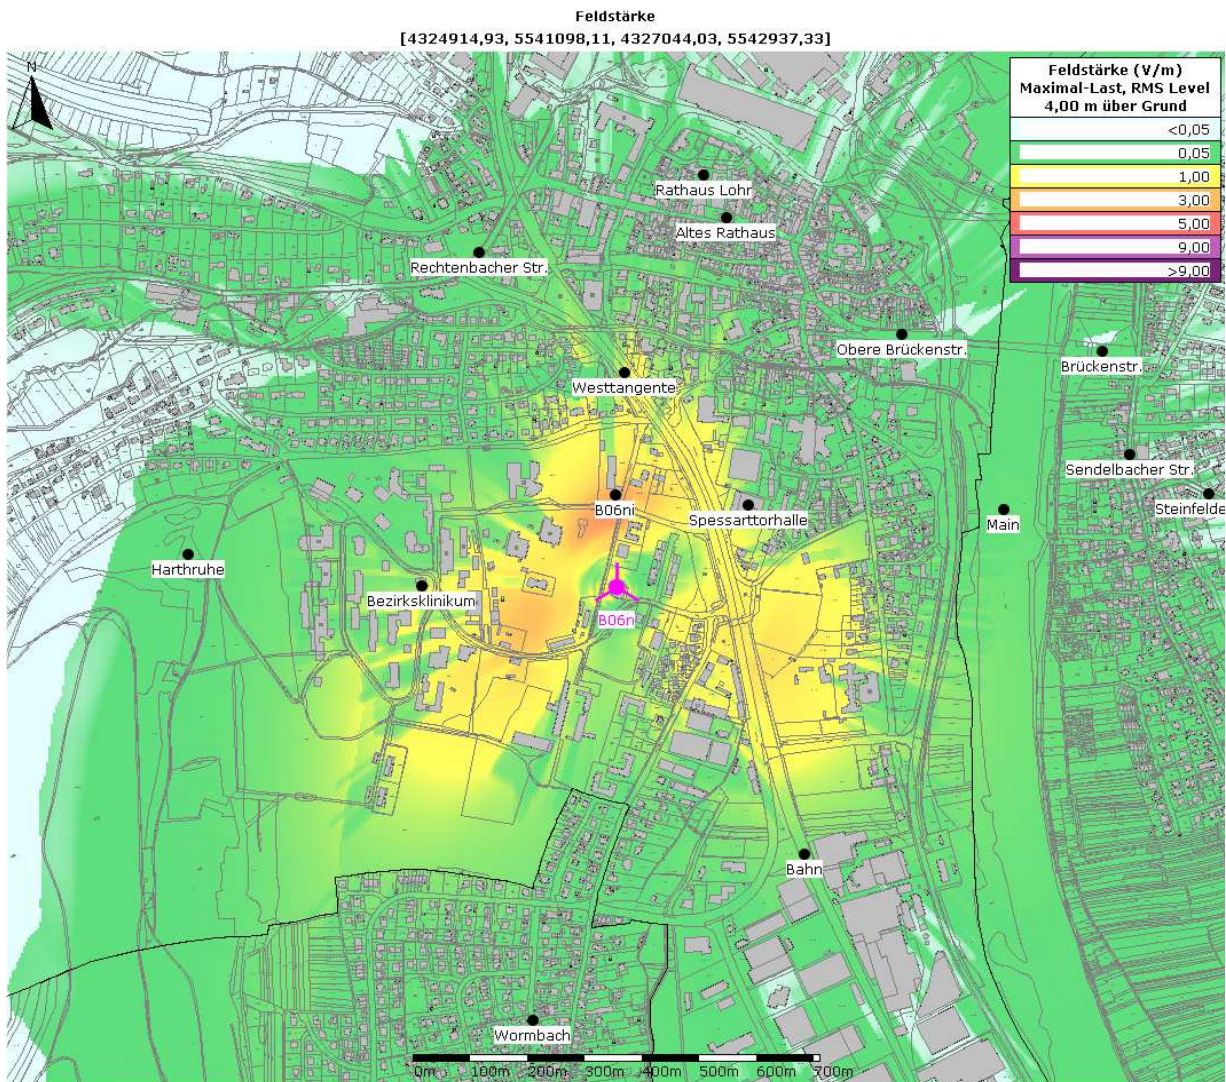 Feldstärke
[4324914,93, 5541098,11, 4327044,03, 5542937,33]
N
Feldstärke (V/m)
Maximal-Last, RMS Level
4,00 m über Grund
<0,05
0,05
1,00
3,00
5,00
9,00
>9,00
Rathaus Lohr
Altes Rathaus
Rechtenbacher Str.
Obere Brückenstr.
Brückenstr.
Westtangente
Sendelbacher Str.
Steinfelde
B06ni
Spessarttorhalle
Main
Harthruhe
Bezirksklinikum
B06n
Bahn
Wormbach
0m 100m 200m 300m 400m 500m 600m 700m